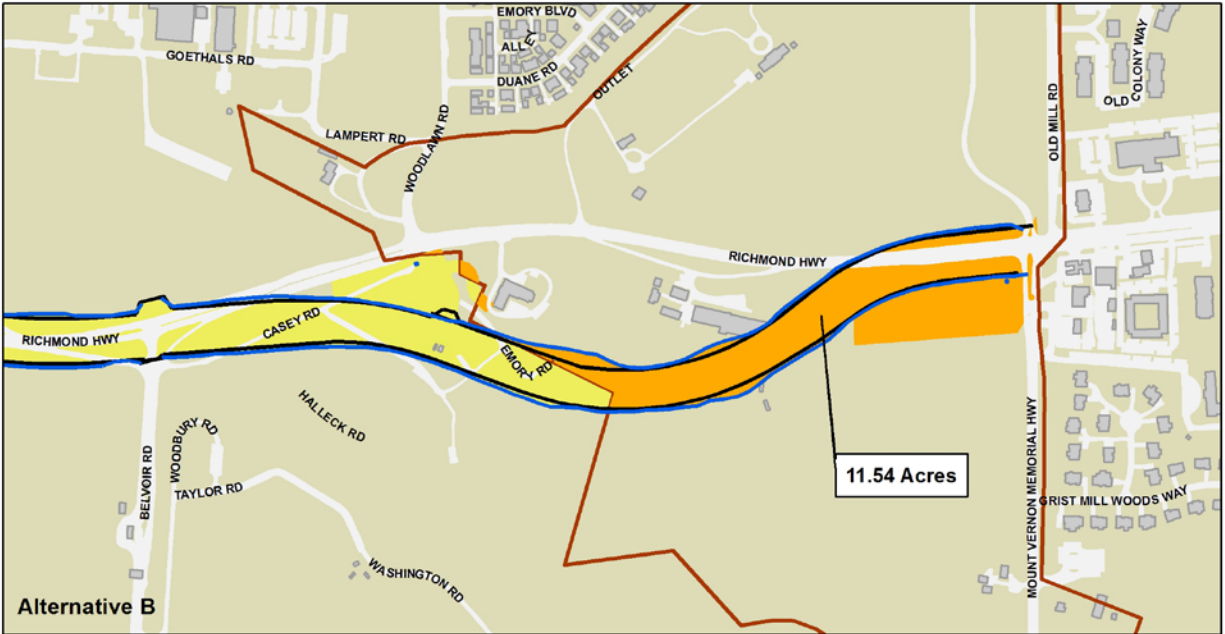 EMORY BLVD
ALLEY
GOETHALS RD
DUANE RD
OUTLET
OLD COLONY WAY
LAMPERT RD
WOODLAWN RD
OLD MILL RD
RICHMOND HWY
RICHMOND HWY
CASEY RD
EMORY RD
HALLECK RD
WOODBURY RD
BELVOIR RD
TAYLOR RD
11.54 Acres
GRIST MILL WOODS WAY
MOUNT VERNON MEMORIAL HWY
WASHINGTON RD
Alternative B